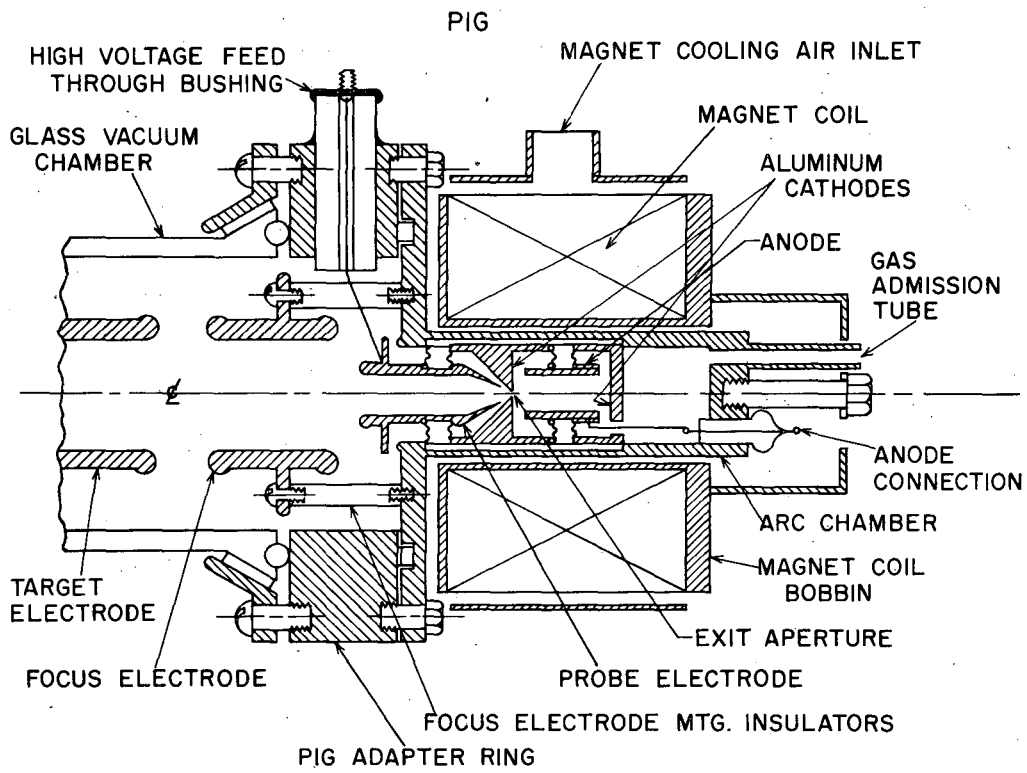 PIG
HIGH VOLTAGE FEED
THROUGH BUSHING
MAGNET COOLING AIR INLET
GLASS VACUUM
CHAMBER
MAGNET COIL
ALUMINUM
CATHODES
ANODE
GAS
ADMISSION
TUBE
℄
ANODE
CONNECTION
ARC CHAMBER
MAGNET COIL
BOBBIN
TARGET
ELECTRODE
EXIT APERTURE
FOCUS ELECTRODE
PROBE ELECTRODE
FOCUS ELECTRODE MTG. INSULATORS
PIG ADAPTER RING